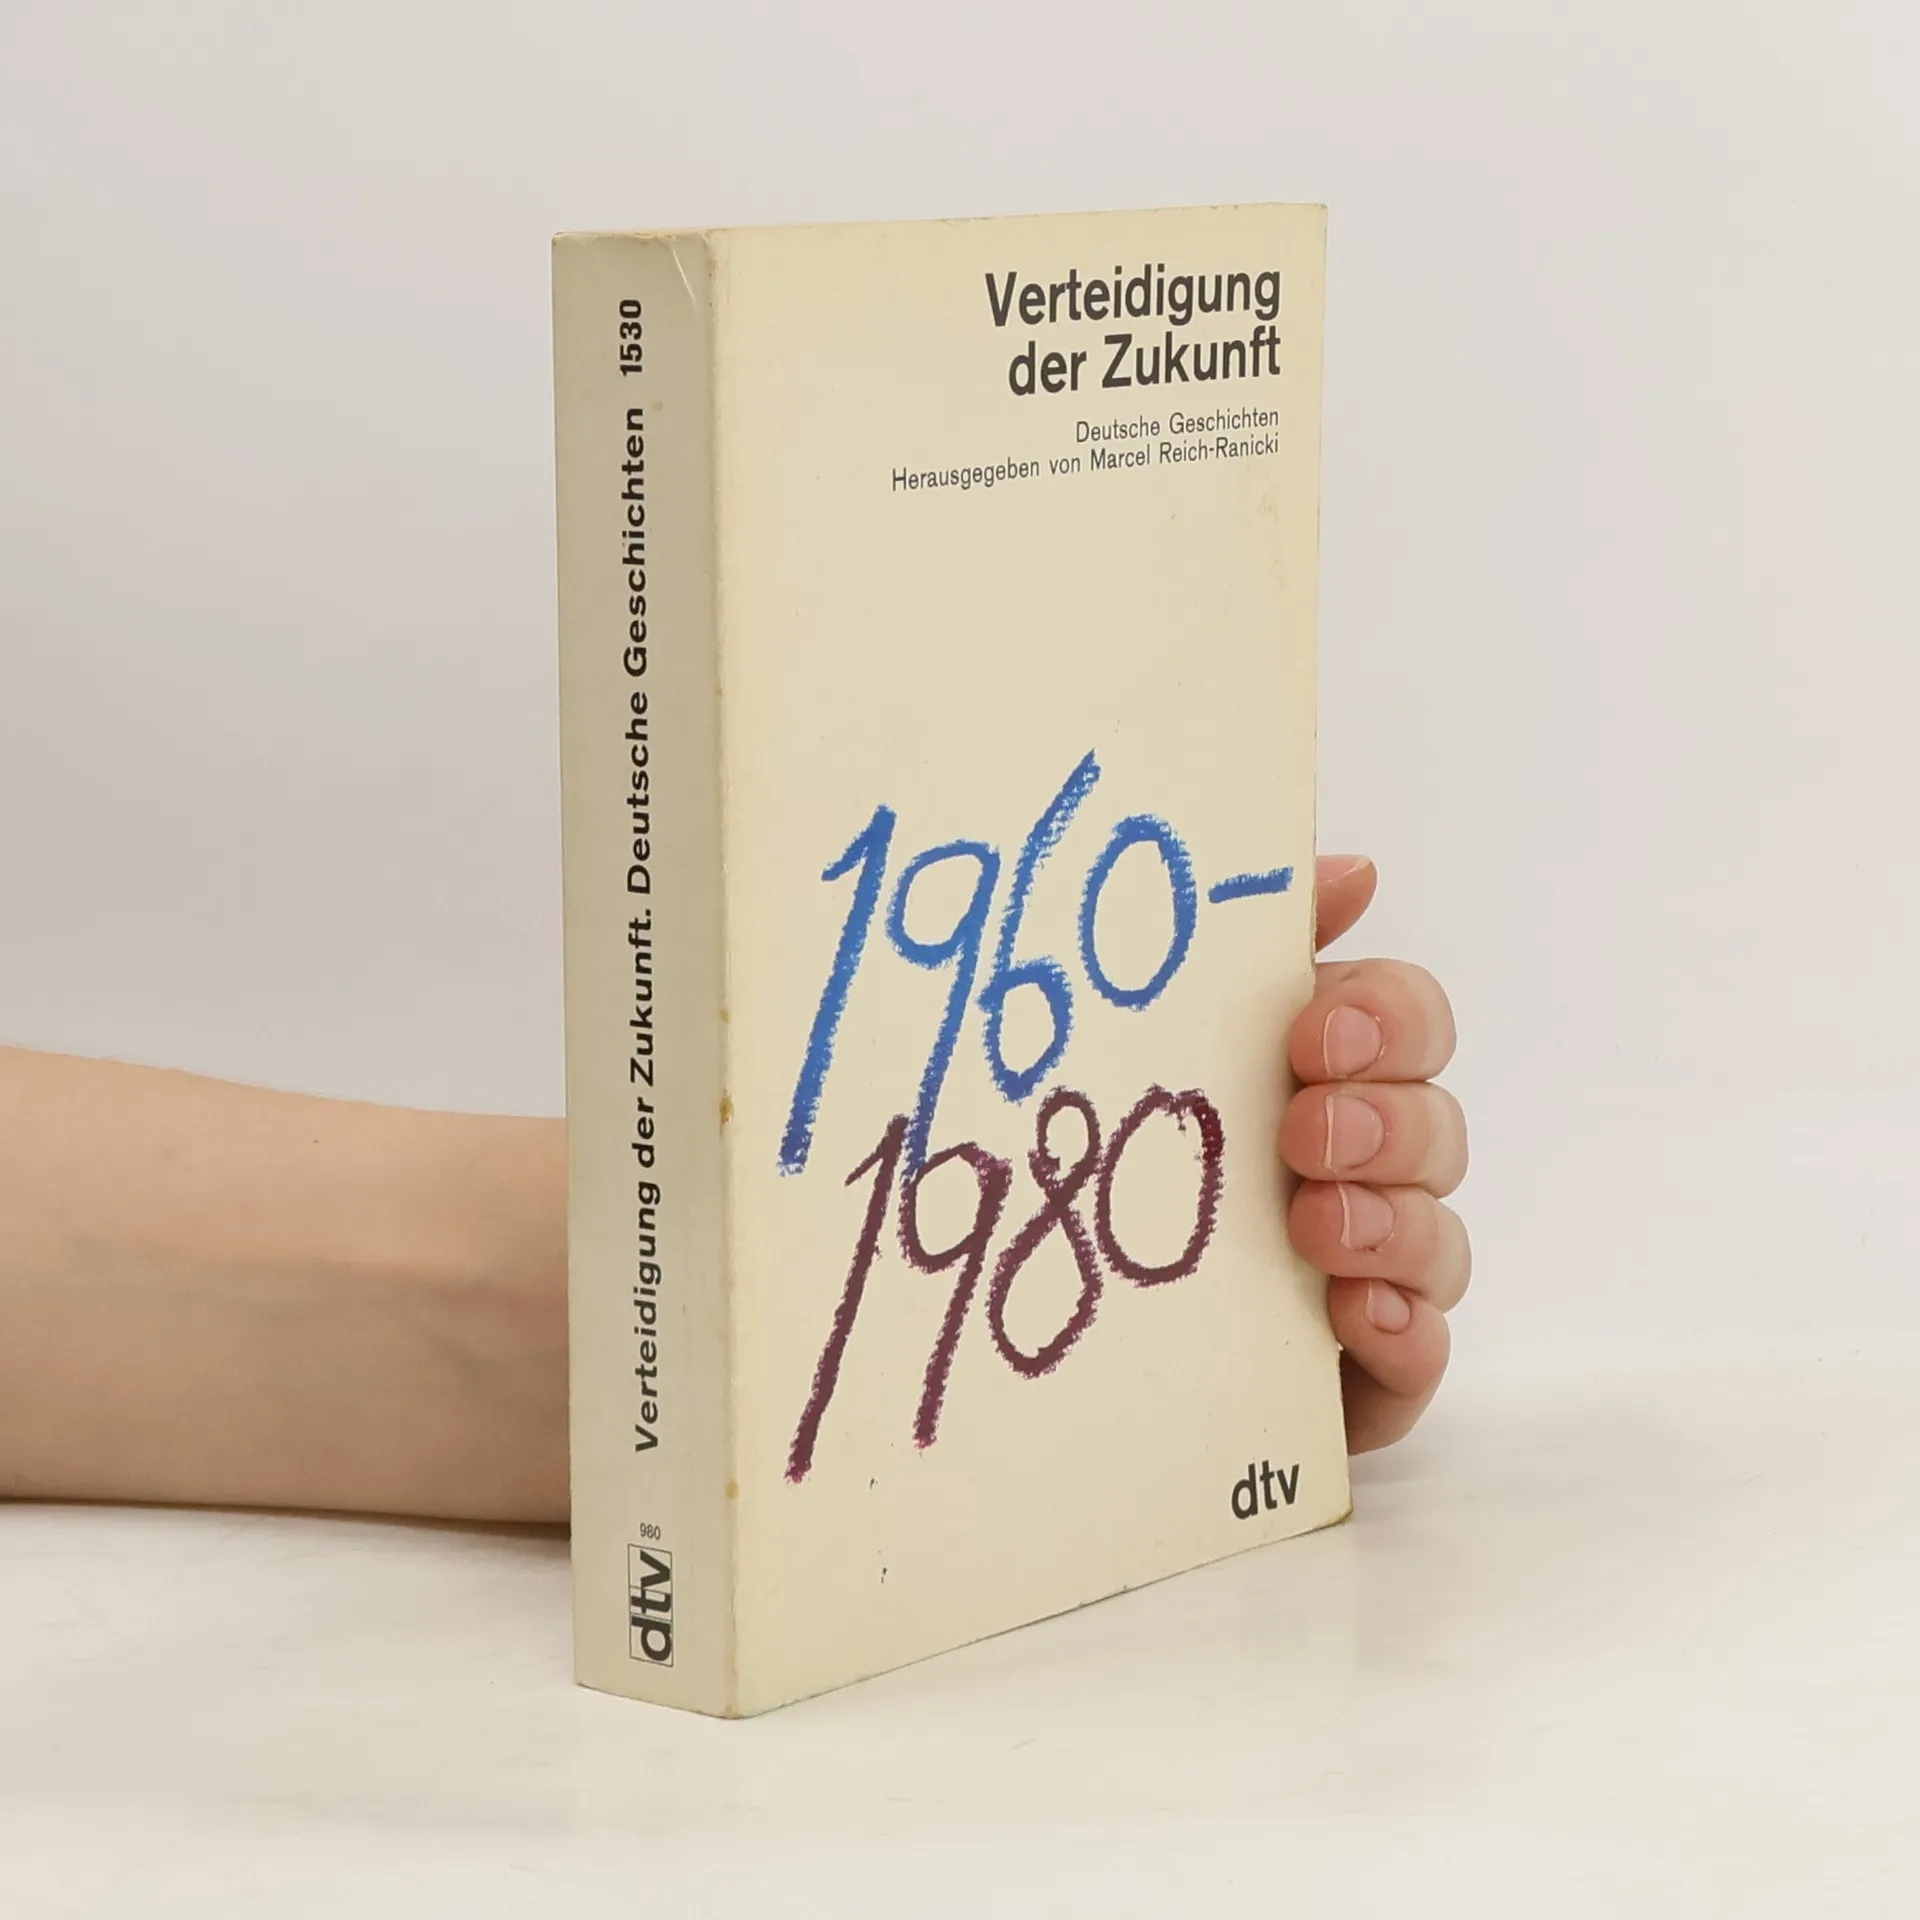 Verteidigung der Zukunft. Deutsche Geschichten 1530
980
dtv
Verteidigung
der Zukunft
Deutsche Geschichten
Herausgegeben von Marcel Reich-Ranicki
1960-
1980
dtv